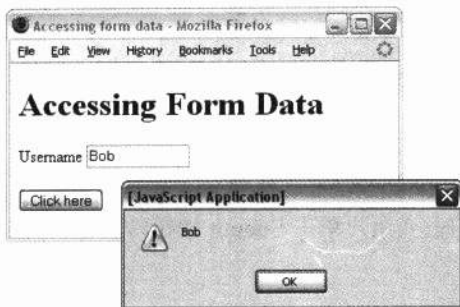 Accessing form data - Mozilla Firefox
File Edit View History Bookmarks Tools Help
Accessing Form Data
Username Bob
Click here
[JavaScript Application]
Bob
OK